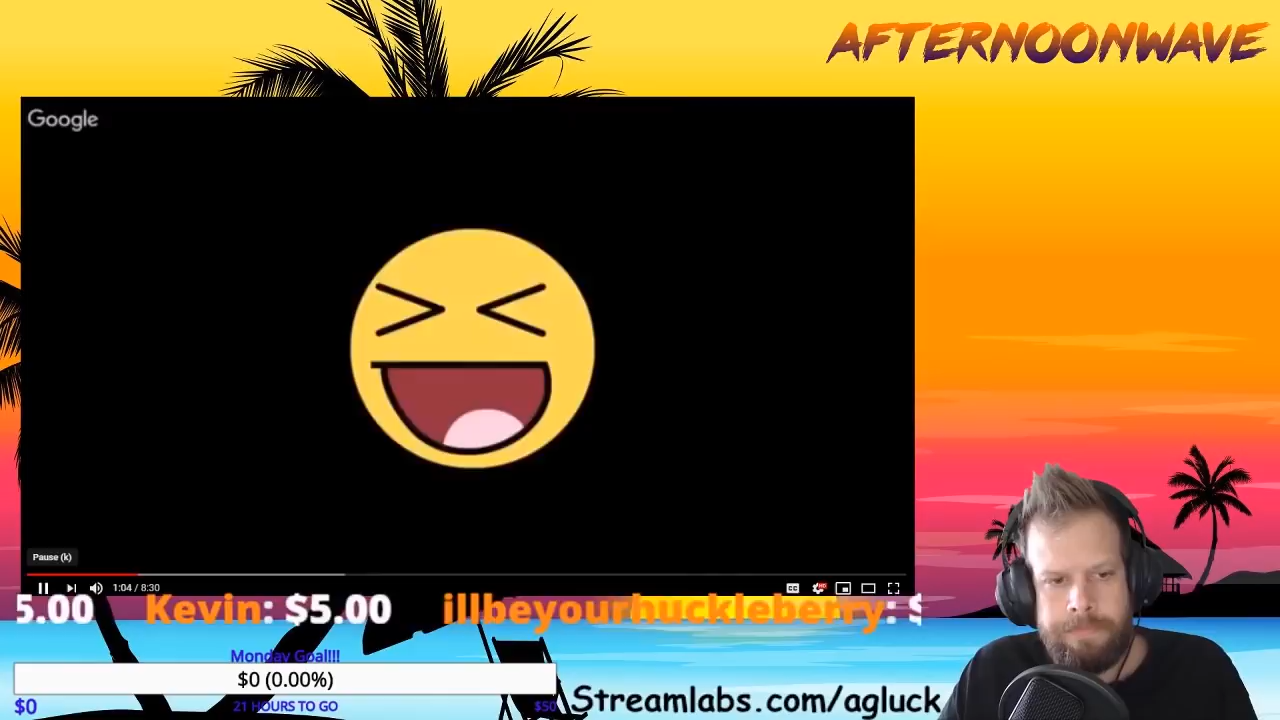 AFTERNOONWAVE
Google
Pause (k)
1:04 / 8:30
5.00 Kevin: $5.00 illbeyourhuckleberry: $
Monday Goal!!!
$0 (0.00%)
$0 21 HOURS TO GO $50
Streamlabs.com/agluck